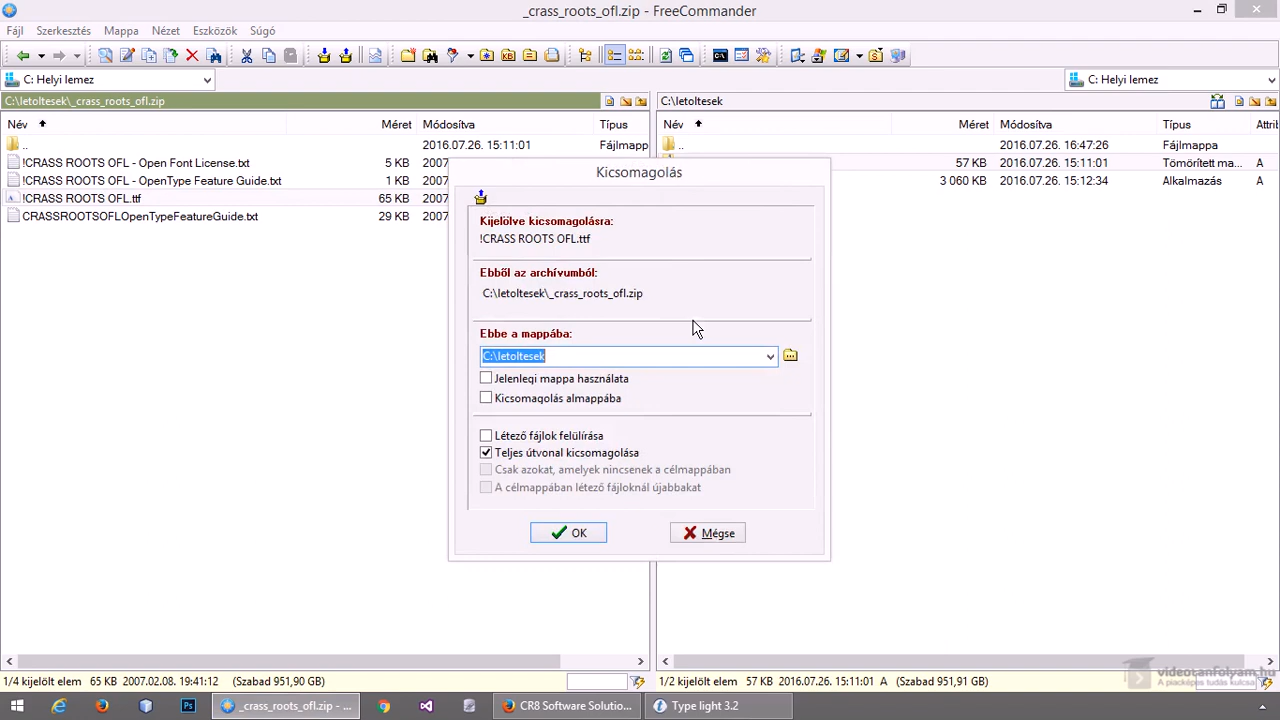 _crass_roots_ofl.zip - FreeCommander
Fájl Szerkesztés Mappa Nézet Eszközök Súgó
C: Helyi lemez C: Helyi lemez
C:\letoltesek\_crass_roots_ofl.zip C:\letoltesek
Név Méret Módosítva Típus Név Méret Módosítva Típus Attrib
.. 2016.07.26. 15:11:01 Fájlmapp .. 2016.07.26. 16:47:26 Fájlmappa
!CRASS ROOTS OFL - Open Font License.txt 5 KB 2007 57 KB 2016.07.26. 15:11:01 Tömörített ma... A
!CRASS ROOTS OFL - OpenType Feature Guide.txt 1 KB 2007 3 060 KB 2016.07.26. 15:12:34 Alkalmazás A
!CRASS ROOTS OFL.ttf 65 KB 2007
CRASSROOTSOFLOpenTypeFeatureGuide.txt 29 KB 2007
Kicsomagolás
Kijelölve kicsomagolásra:
!CRASS ROOTS OFL.ttf
Ebből az archívumból:
C:\letoltesek\_crass_roots_ofl.zip
Ebbe a mappába:
C:\letoltesek
Jelenlegi mappa használata
Kicsomagolás almappába
Létező fájlok felülírása
Teljes útvonal kicsomagolása
Csak azokat, amelyek nincsenek a célmappában
A célmappában létező fájloknál újabbakat
OK Mégse
1/4 kijelölt elem 65 KB 2007.02.08. 19:41:12 (Szabad 951,90 GB) 1/2 kijelölt elem 57 KB 2016.07.26. 15:11:01 A (Szabad 951,91 GB)
videotanfolyam.hu
A piacképes tudás kulcsa
_crass_roots_ofl.zip - ... CR8 Software Solutio... Type light 3.2